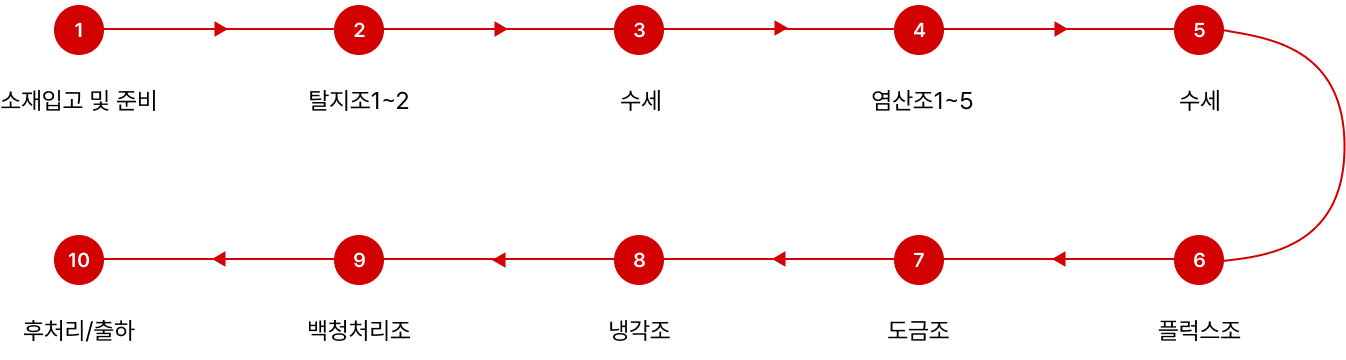 1 2 3 4 5
소재입고 및 준비 탈지조1~2 수세 염산조1~5 수세
10 9 8 7 6
후처리/출하 백청처리조 냉각조 도금조 플럭스조